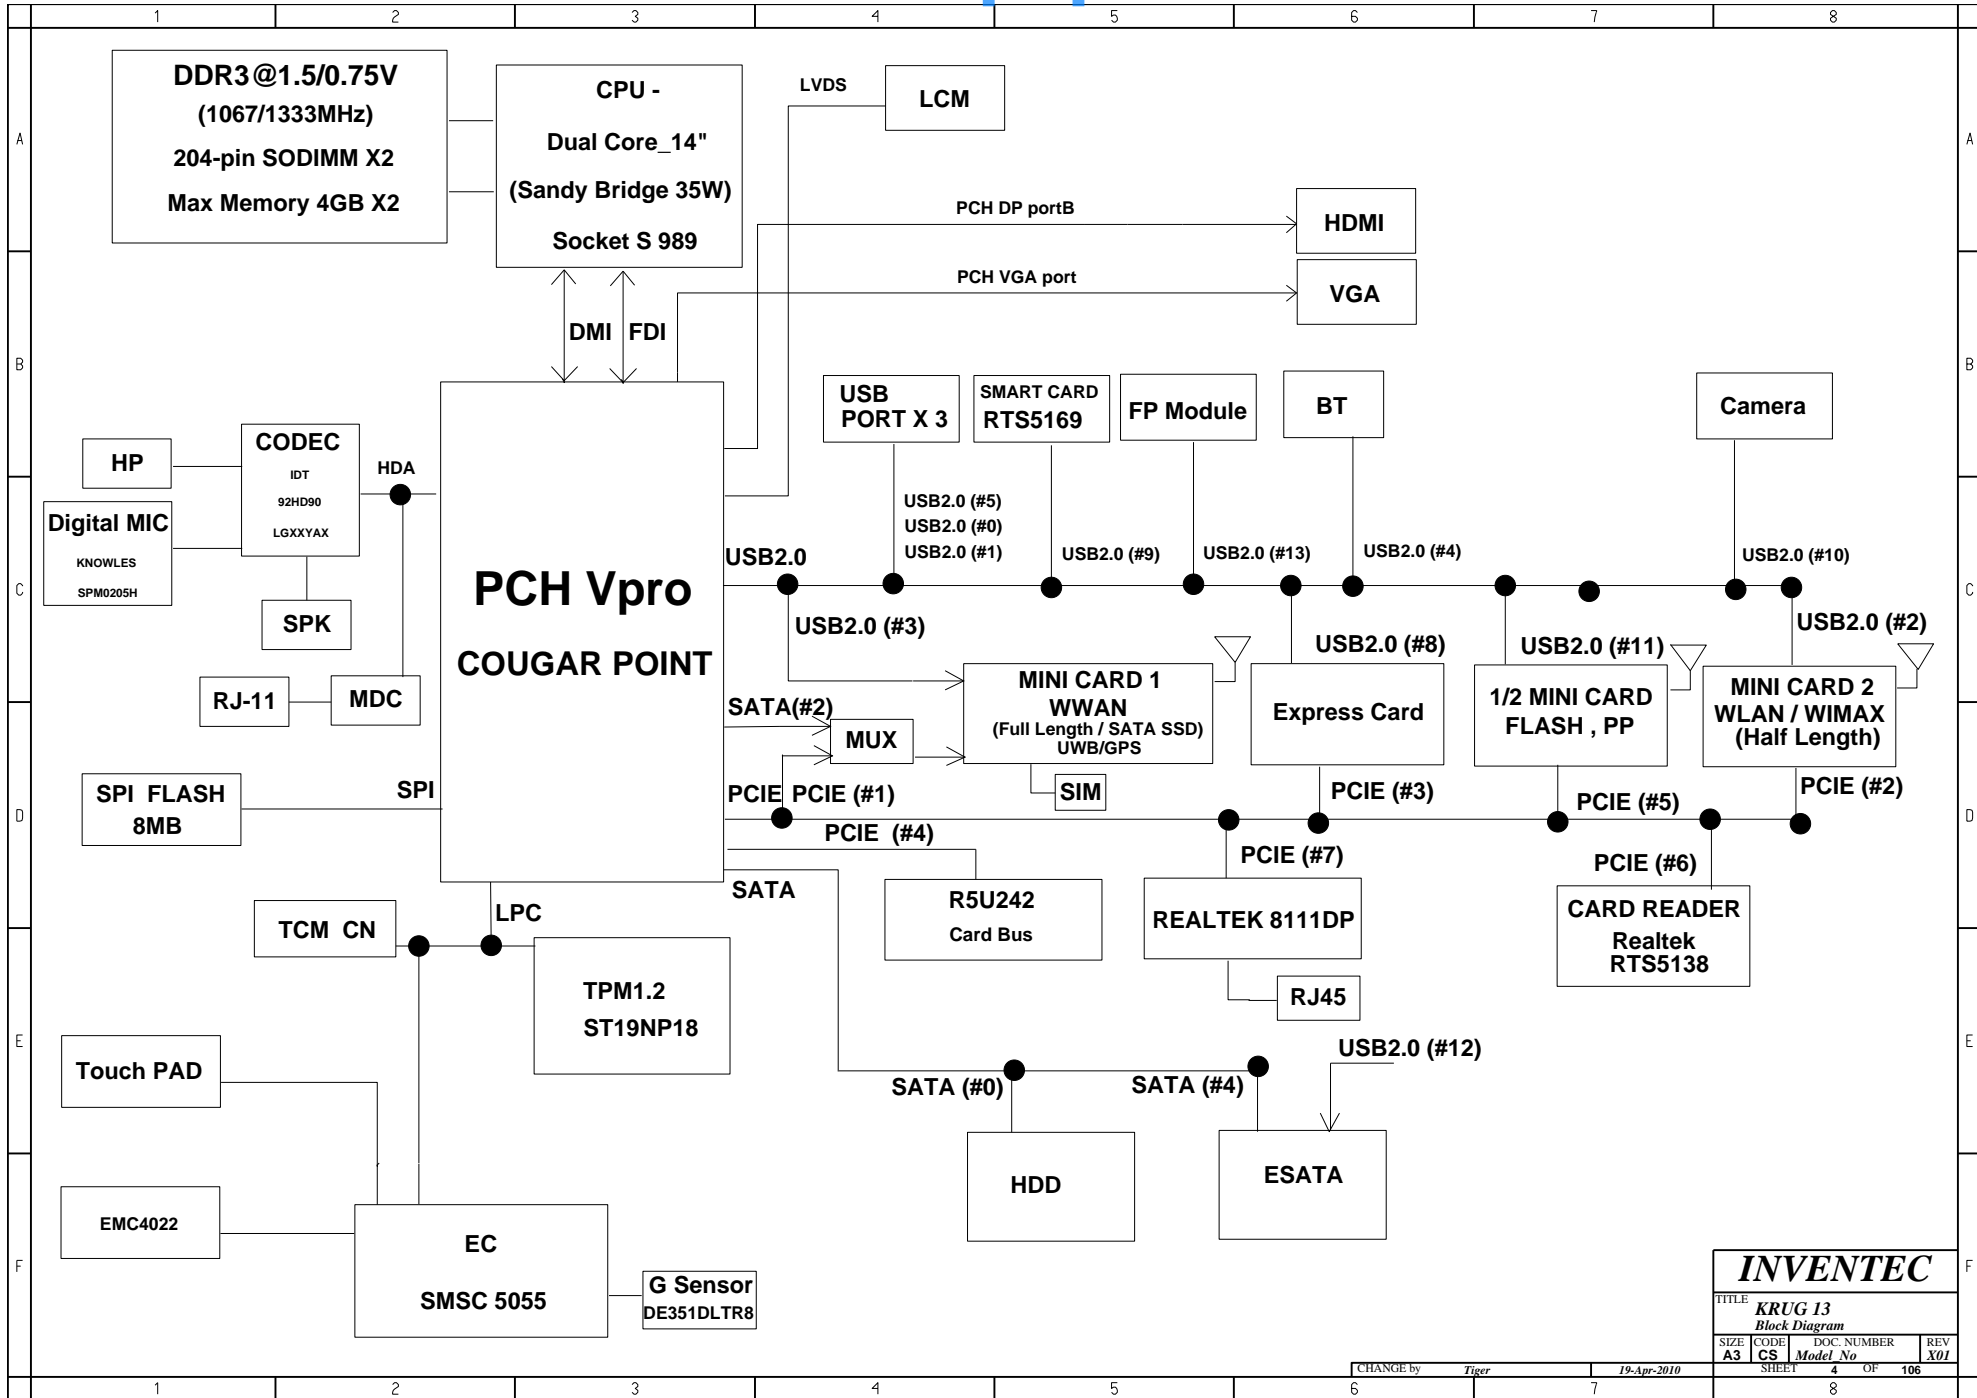 1 2 3 4 5 6 7 8
A
B
C
D
E
F
A
B
C
D
E
F
DDR3@1.5/0.75V
(1067/1333MHz)
204-pin SODIMM X2
Max Memory 4GB X2
CPU -
Dual Core_14"
(Sandy Bridge 35W)
Socket S 989
LVDS
LCM
PCH DP portB
HDMI
PCH VGA port
VGA
DMI FDI
USB
PORT X 3
SMART CARD
RTS5169
FP Module
BT
Camera
HP
CODEC
IDT
92HD90
LGXXYAX
HDA
Digital MIC
KNOWLES
SPM0205H
SPK
RJ-11
MDC
PCH Vpro
COUGAR POINT
USB2.0
USB2.0 (#5)
USB2.0 (#0)
USB2.0 (#1)
USB2.0 (#9)
USB2.0 (#13)
USB2.0 (#4)
USB2.0 (#10)
USB2.0 (#3)
USB2.0 (#8)
USB2.0 (#11)
USB2.0 (#2)
SATA(#2)
MUX
MINI CARD 1
WWAN
(Full Length / SATA SSD)
UWB/GPS
SIM
Express Card
1/2 MINI CARD
FLASH , PP
MINI CARD 2
WLAN / WIMAX
(Half Length)
SPI FLASH
8MB
SPI
PCIE
PCIE (#1)
PCIE (#3)
PCIE (#5)
PCIE (#2)
PCIE (#4)
PCIE (#7)
PCIE (#6)
SATA
R5U242
Card Bus
REALTEK 8111DP
RJ45
CARD READER
Realtek
RTS5138
TCM CN
LPC
TPM1.2
ST19NP18
Touch PAD
SATA (#0)
SATA (#4)
USB2.0 (#12)
HDD
ESATA
EMC4022
EC
SMSC 5055
G Sensor
DE351DLTR8
INVENTEC
TITLE
KRUG 13
Block Diagram
SIZE CODE DOC. NUMBER REV
A3 CS Model_No X01
CHANGE by Tiger 19-Apr-2010 SHEET 4 OF 106
1 2 3 4 5 6 7 8